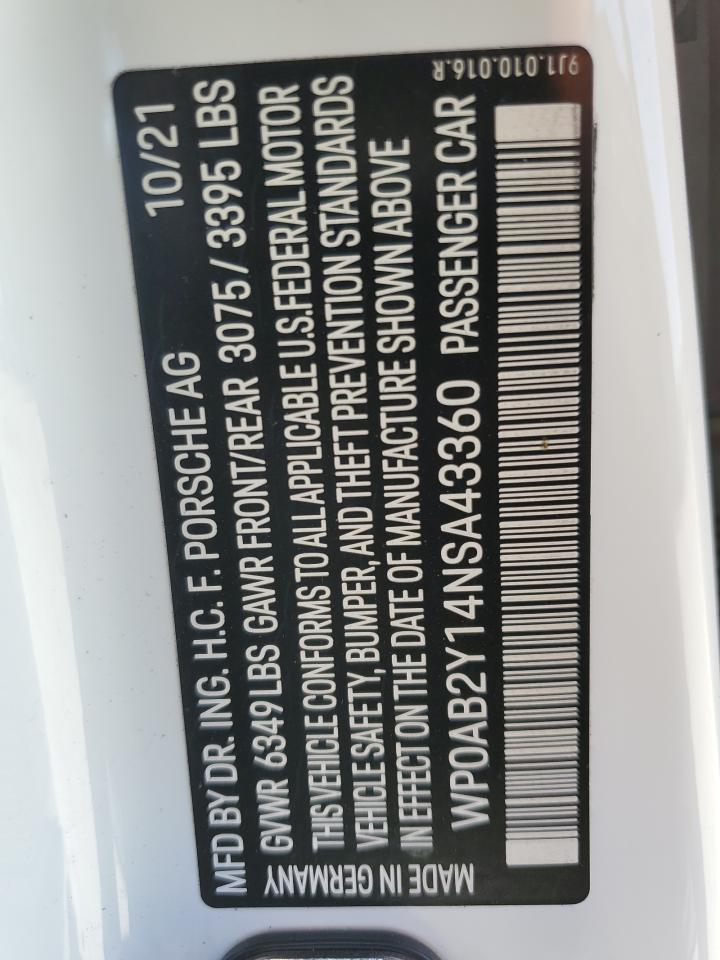 MFD BY DR. ING. H.C. F. PORSCHE AG 10/21
GVWR 6349 LBS GAWR FRONT/REAR 3075 / 3395 LBS
THIS VEHICLE CONFORMS TO ALL APPLICABLE U.S. FEDERAL MOTOR
VEHICLE SAFETY, BUMPER, AND THEFT PREVENTION STANDARDS
IN EFFECT ON THE DATE OF MANUFACTURE SHOWN ABOVE
WP0AB2Y14NSA43360 PASSENGER CAR
MADE IN GERMANY
9J1.010.016.R